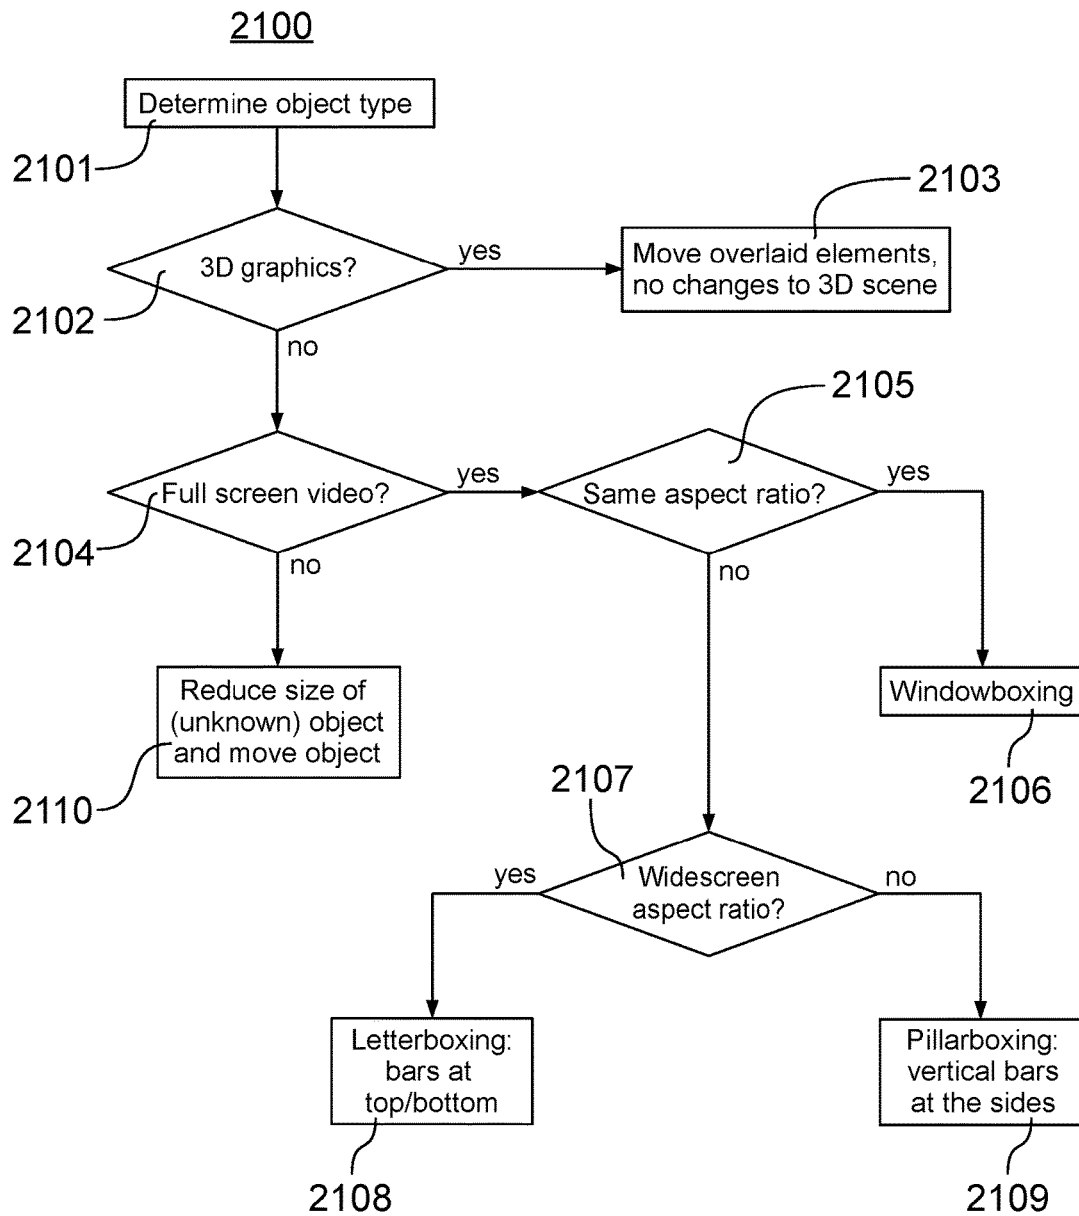 2100
Determine object type
2101
2103
3D graphics?
yes
Move overlaid elements,
no changes to 3D scene
2102
no
2105
Full screen video?
yes
Same aspect ratio?
yes
2104
no
no
Reduce size of
(unknown) object
and move object
Windowboxing
2110
2107
2106
yes
Widescreen
aspect ratio?
no
Letterboxing:
bars at
top/bottom
Pillarboxing:
vertical bars
at the sides
2108
2109